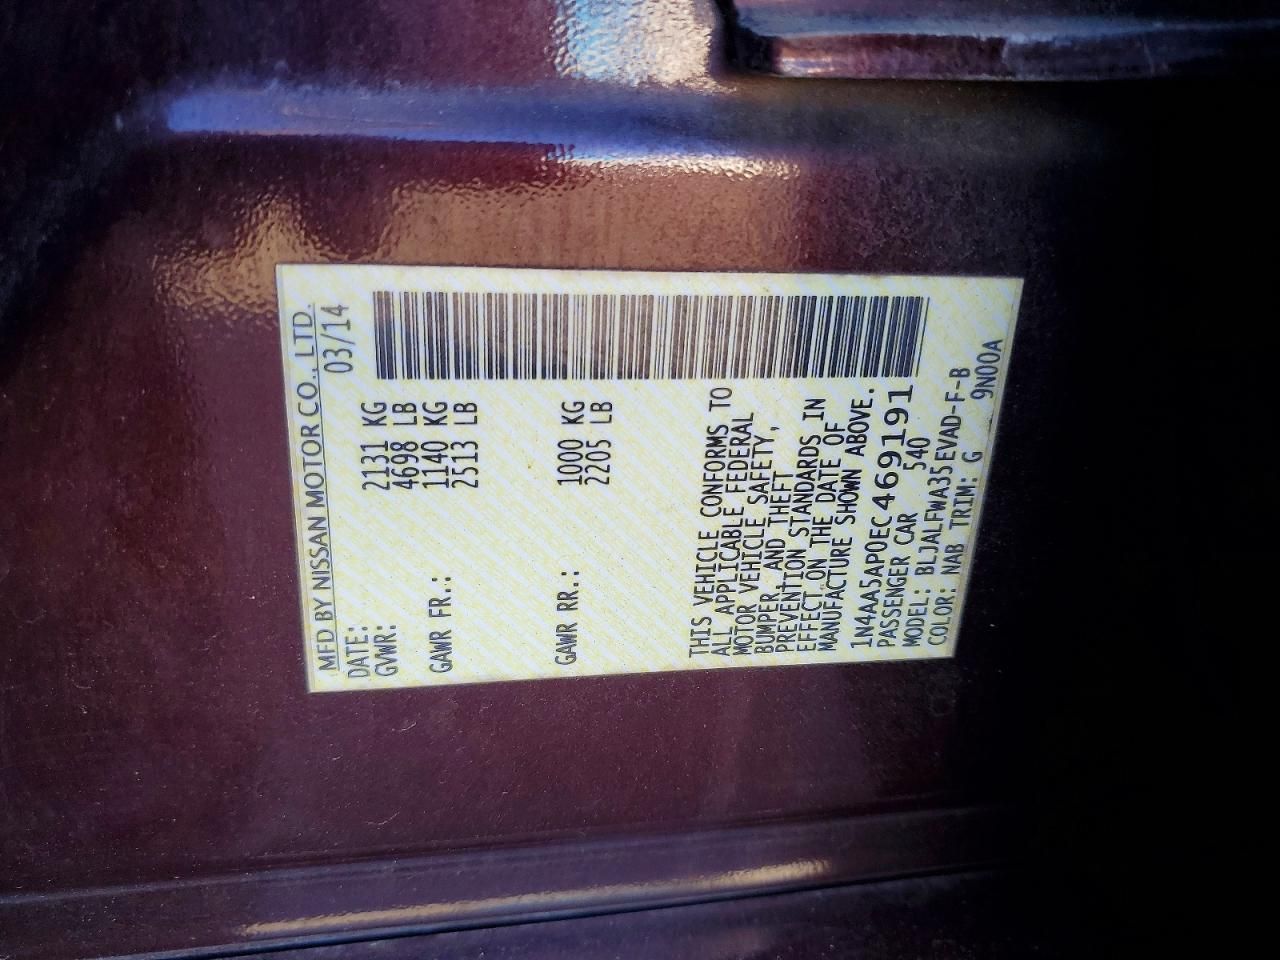 MFD BY NISSAN MOTOR CO., LTD.
DATE: 03/14
GVWR: 2131 KG
4698 LB
GAWR FR.: 1140 KG
2513 LB
GAWR RR.: 1000 KG
2205 LB
THIS VEHICLE CONFORMS TO
ALL APPLICABLE FEDERAL
MOTOR VEHICLE SAFETY,
BUMPER, AND THEFT
PREVENTION STANDARDS IN
EFFECT ON THE DATE OF
MANUFACTURE SHOWN ABOVE.
1N4AA5AP0EC469191
PASSENGER CAR 540
MODEL: BLJALFWA35EVAD-F-B
COLOR: NAB TRIM: G 9N00A